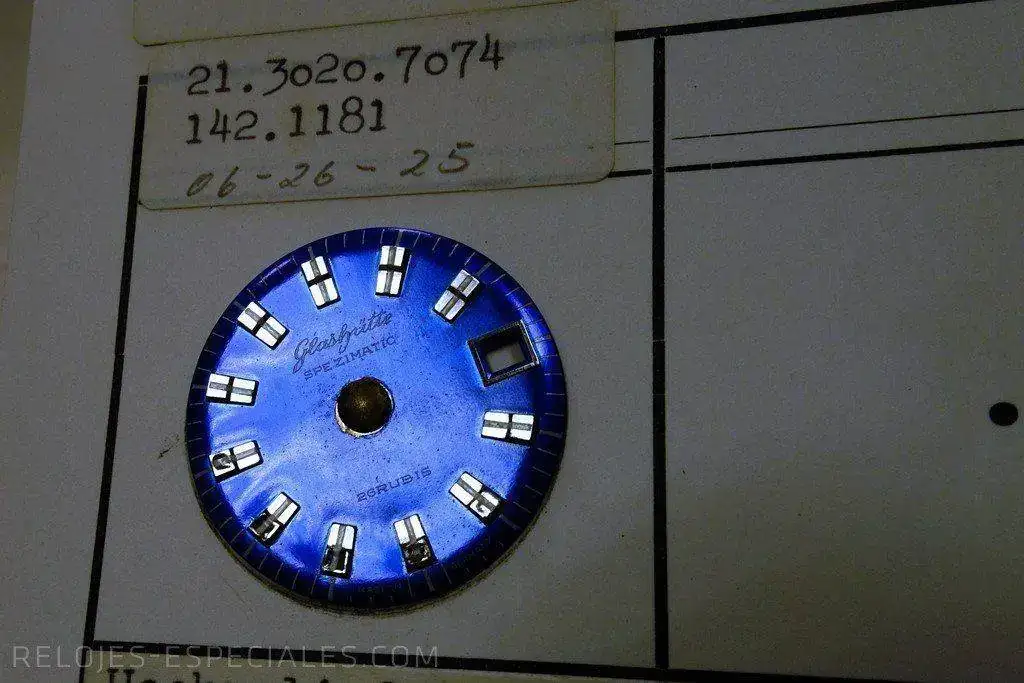 21.3020.7074
142.1181
06-26-25
Glashütte
SPEZIMATIC
26RUBIS
RELOJES-ESPECIALES.COM